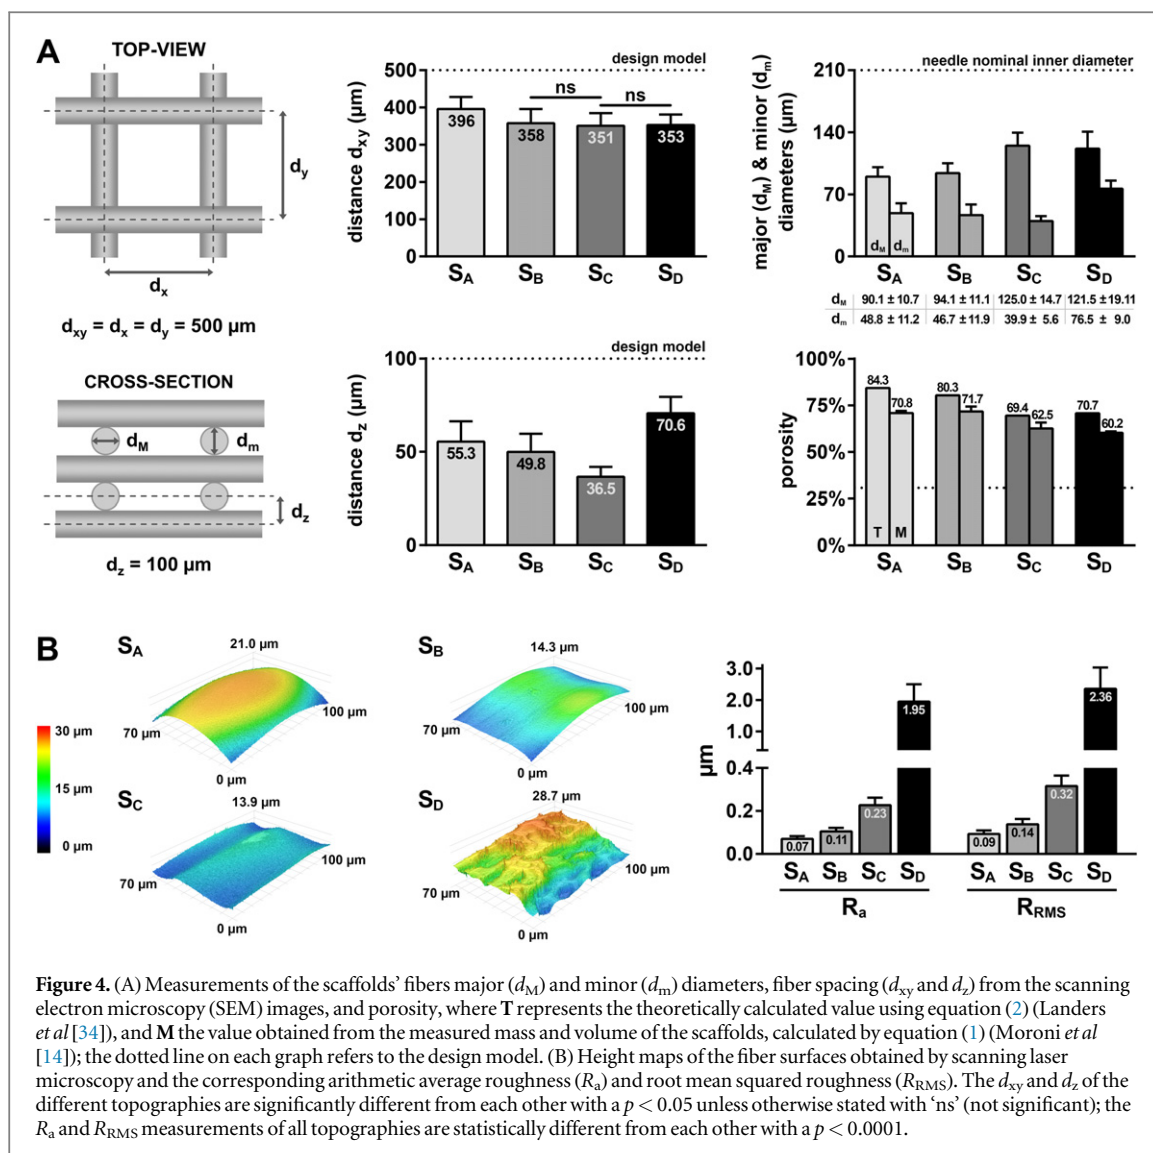 A
TOP-VIEW
dy
dx
dxy = dx = dy = 500 µm
CROSS-SECTION
dM
dm
dz
dz = 100 µm
design model
distance dxy (µm)
500
400
300
200
100
0
ns
ns
396
358
351
353
SA
SB
SC
SD
needle nominal inner diameter
major (dM) & minor (dm)
diameters (µm)
210
140
70
0
dM
dm
SA
SB
SC
SD
dM 90.1 ± 10.7 94.1 ± 11.1 125.0 ± 14.7 121.5 ±19.11
dm 48.8 ± 11.2 46.7 ±11.9 39.9 ± 5.6 76.5 ± 9.0
design model
distance dz (µm)
100
50
0
55.3
49.8
36.5
70.6
SA
SB
SC
SD
porosity
100%
75%
50%
25%
0%
84.3
70.8
80.3
71.7
69.4
62.5
70.7
60.2
T
M
SA
SB
SC
SD
B
30 µm
15 µm
0 µm
SA
21.0 µm
70 µm
100 µm
0 µm
SB
14.3 µm
70 µm
100 µm
0 µm
SC
13.9 µm
70 µm
100 µm
0 µm
SD
28.7 µm
70 µm
100 µm
0 µm
µm
3.0
2.0
1.0
0.4
0.2
0.0
0.07
0.11
0.23
1.95
0.09
0.14
0.32
2.36
SA SB SC SD SA SB SC SD
Ra RRMS
Figure 4. (A) Measurements of the scaffolds' fibers major (dM) and minor (dm) diameters, fiber spacing (dxy and dz) from the scanning
electron microscopy (SEM) images, and porosity, where T represents the theoretically calculated value using equation (2) (Landers
et al [34]), and M the value obtained from the measured mass and volume of the scaffolds, calculated by equation (1) (Moroni et al
[14]); the dotted line on each graph refers to the design model. (B) Height maps of the fiber surfaces obtained by scanning laser
microscopy and the corresponding arithmetic average roughness (Ra) and root mean squared roughness (RRMS). The dxy and dz of the
different topographies are significantly different from each other with a p < 0.05 unless otherwise stated with 'ns' (not significant); the
Ra and RRMS measurements of all topographies are statistically different from each other with a p < 0.0001.